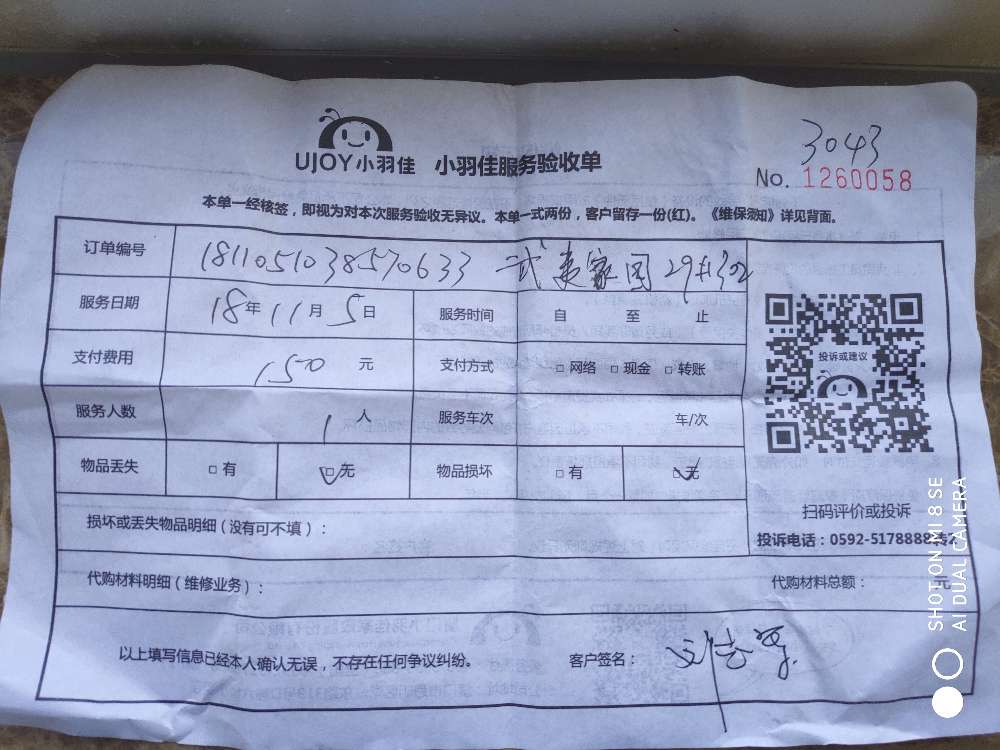 3043
UJOY小羽佳 小羽佳服务验收单
No. 1260058
本单一经核签，即视为对本次服务验收无异议。本单一式两份，客户留存一份(红)。《维保须知》详见背面。
订单编号 1811051038570633
服务日期 18年11月5日 服务时间 自 至 止
支付费用 150 元 支付方式 □ 网络 □ 现金 □ 转账
投诉或建议
服务人数 1 人 服务车次 车/次
物品丢失 □ 有 □ 无 物品损坏 □ 有 □ 无
扫码评价或投诉
损坏或丢失物品明细（没有可不填）：
投诉电话：0592-5178888转2
代购材料明细（维修业务）： 代购材料总额： 元
以上填写信息已经本人确认无误，不存在任何争议纠纷。 客户签名：
SHOT ON MI 8 SE
AI DUAL CAMERA